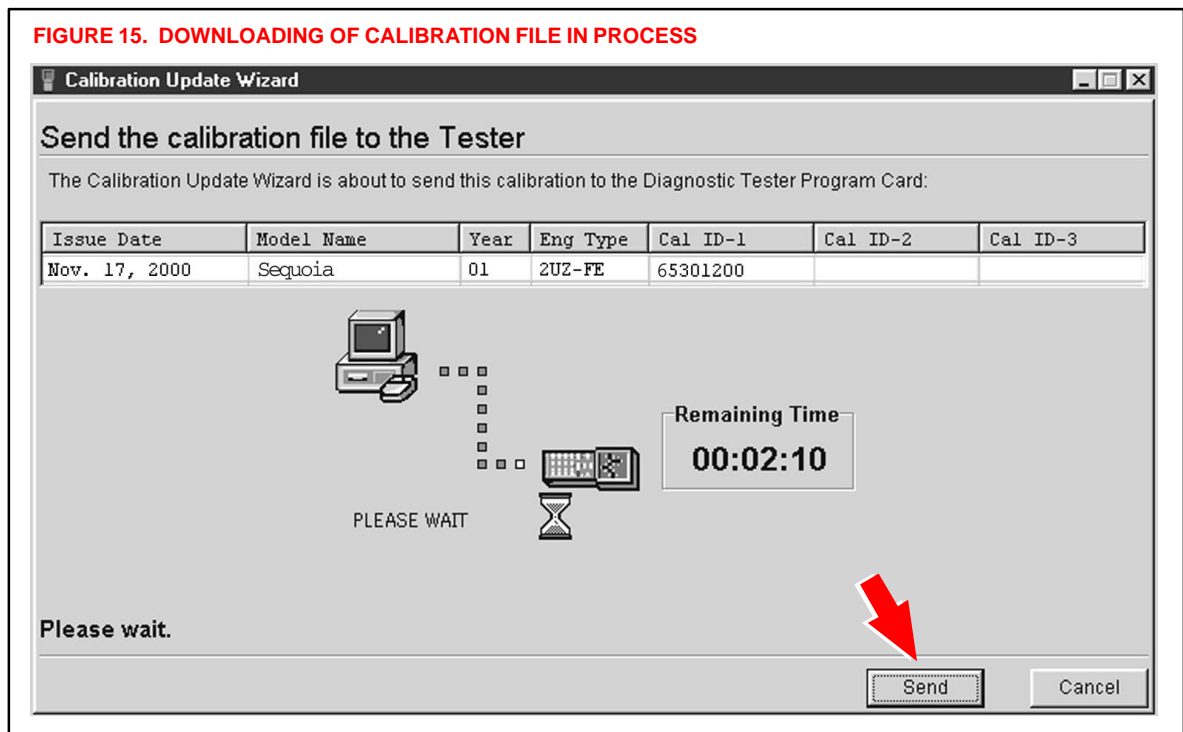 FIGURE 15. DOWNLOADING OF CALIBRATION FILE IN PROCESS
Calibration Update Wizard
Send the calibration file to the Tester
The Calibration Update Wizard is about to send this calibration to the Diagnostic Tester Program Card:
Issue Date Model Name Year Eng Type Cal ID-1 Cal ID-2 Cal ID-3
Nov. 17, 2000 Sequoia 01 2UZ-FE 65301200
Remaining Time
00:02:10
PLEASE WAIT
Please wait.
Send Cancel